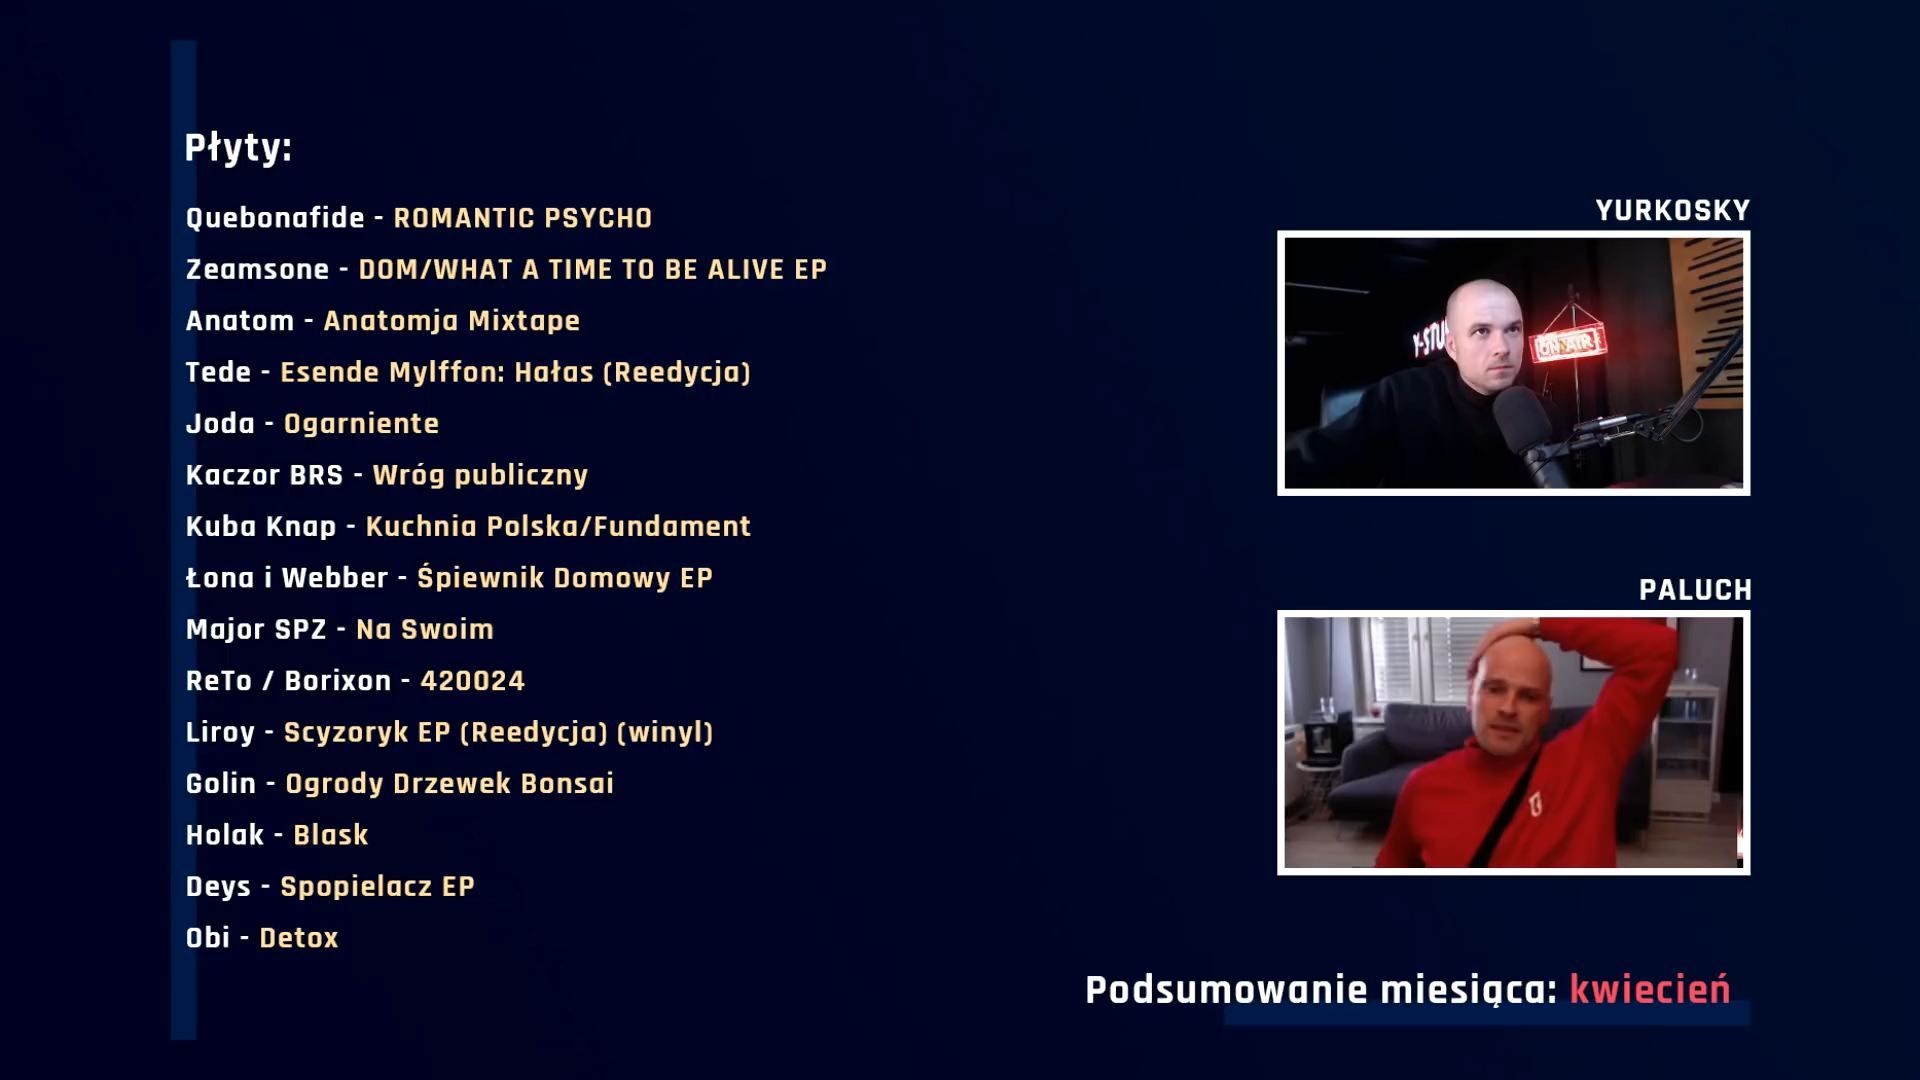 Płyty:
Quebonafide - ROMANTIC PSYCHO
Zeamsone - DOM/WHAT A TIME TO BE ALIVE EP
Anatom - Anatomja Mixtape
Tede - Esende Mylffon: Hałas (Reedycja)
Joda - Ogarniente
Kaczor BRS - Wróg publiczny
Kuba Knap - Kuchnia Polska/Fundament
Łona i Webber - Śpiewnik Domowy EP
Major SPZ - Na Swoim
ReTo / Borixon - 420024
Liroy - Scyzoryk EP (Reedycja) (winyl)
Golin - Ogrody Drzewek Bonsai
Holak - Blask
Deys - Spopielacz EP
Obi - Detox
YURKOSKY
Y-STU
ON AIR
PALUCH
Podsumowanie miesiąca: kwiecień